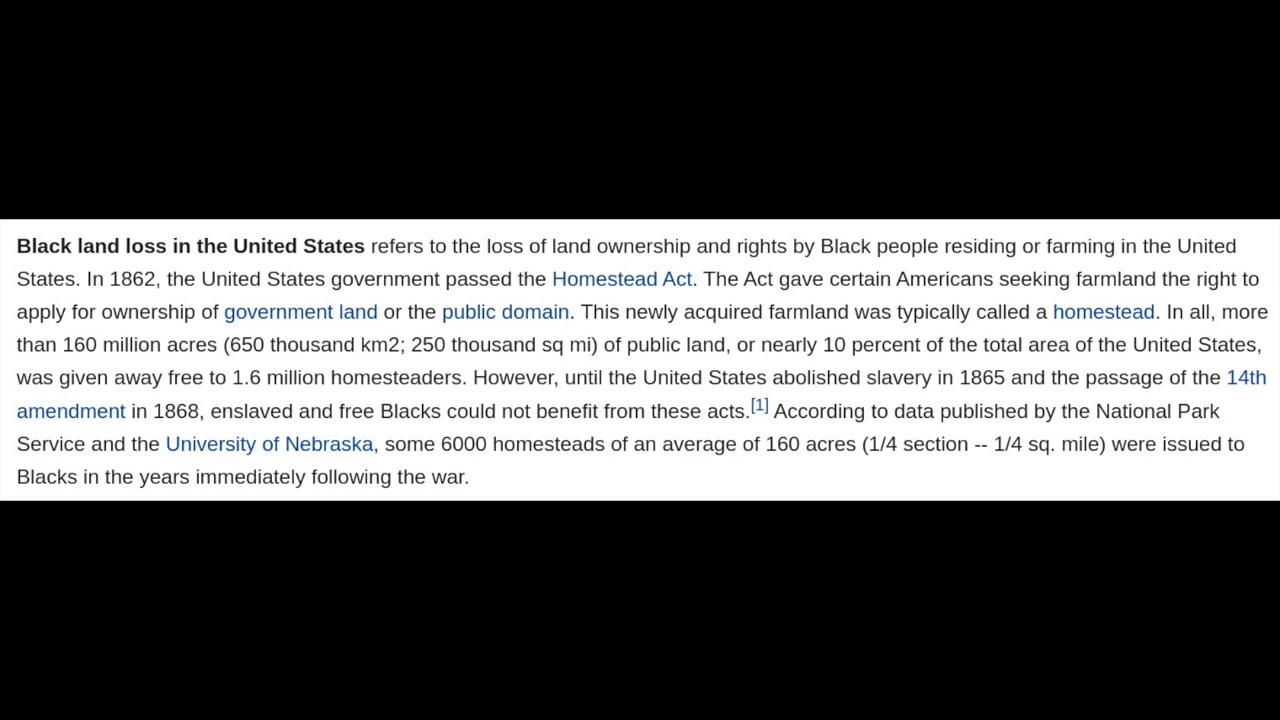 Black land loss in the United States refers to the loss of land ownership and rights by Black people residing or farming in the United
States. In 1862, the United States government passed the Homestead Act. The Act gave certain Americans seeking farmland the right to
apply for ownership of government land or the public domain. This newly acquired farmland was typically called a homestead. In all, more
than 160 million acres (650 thousand km2; 250 thousand sq mi) of public land, or nearly 10 percent of the total area of the United States,
was given away free to 1.6 million homesteaders. However, until the United States abolished slavery in 1865 and the passage of the 14th
amendment in 1868, enslaved and free Blacks could not benefit from these acts.[1] According to data published by the National Park
Service and the University of Nebraska, some 6000 homesteads of an average of 160 acres (1/4 section -- 1/4 sq. mile) were issued to
Blacks in the years immediately following the war.